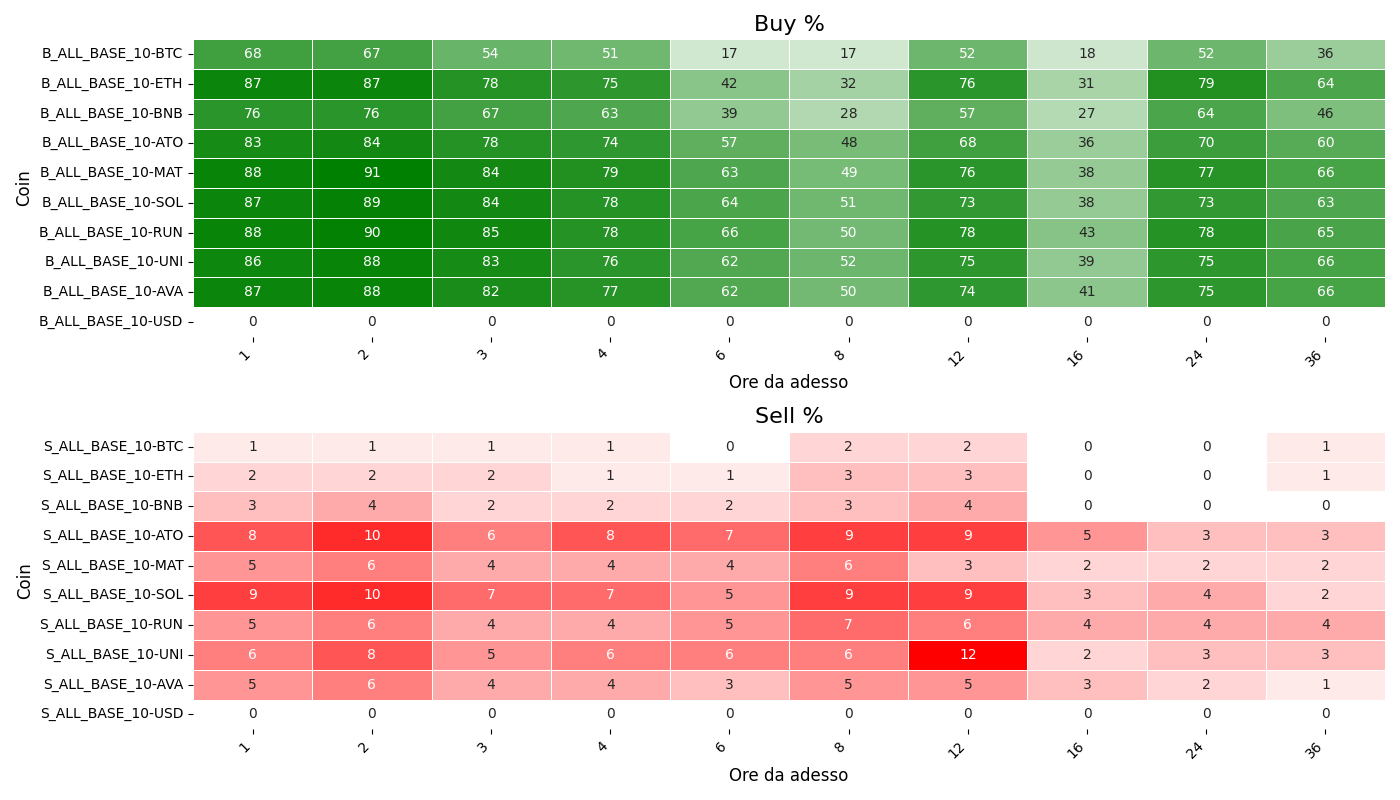 Buy %
Coin
B_ALL_BASE_10-BTC 68 67 54 51 17 17 52 18 52 36
B_ALL_BASE_10-ETH 87 87 78 75 42 32 76 31 79 64
B_ALL_BASE_10-BNB 76 76 67 63 39 28 57 27 64 46
B_ALL_BASE_10-ATO 83 84 78 74 57 48 68 36 70 60
B_ALL_BASE_10-MAT 88 91 84 79 63 49 76 38 77 66
B_ALL_BASE_10-SOL 87 89 84 78 64 51 73 38 73 63
B_ALL_BASE_10-RUN 88 90 85 78 66 50 78 43 78 65
B_ALL_BASE_10-UNI 86 88 83 76 62 52 75 39 75 66
B_ALL_BASE_10-AVA 87 88 82 77 62 50 74 41 75 66
B_ALL_BASE_10-USD 0 0 0 0 0 0 0 0 0 0
1 2 3 4 6 8 12 16 24 36
Ore da adesso
Sell %
Coin
S_ALL_BASE_10-BTC 1 1 1 1 0 2 2 0 0 1
S_ALL_BASE_10-ETH 2 2 2 1 1 3 3 0 0 1
S_ALL_BASE_10-BNB 3 4 2 2 2 3 4 0 0 0
S_ALL_BASE_10-ATO 8 10 6 8 7 9 9 5 3 3
S_ALL_BASE_10-MAT 5 6 4 4 4 6 3 2 2 2
S_ALL_BASE_10-SOL 9 10 7 7 5 9 9 3 4 2
S_ALL_BASE_10-RUN 5 6 4 4 5 7 6 4 4 4
S_ALL_BASE_10-UNI 6 8 5 6 6 6 12 2 3 3
S_ALL_BASE_10-AVA 5 6 4 4 3 5 5 3 2 1
S_ALL_BASE_10-USD 0 0 0 0 0 0 0 0 0 0
1 2 3 4 6 8 12 16 24 36
Ore da adesso